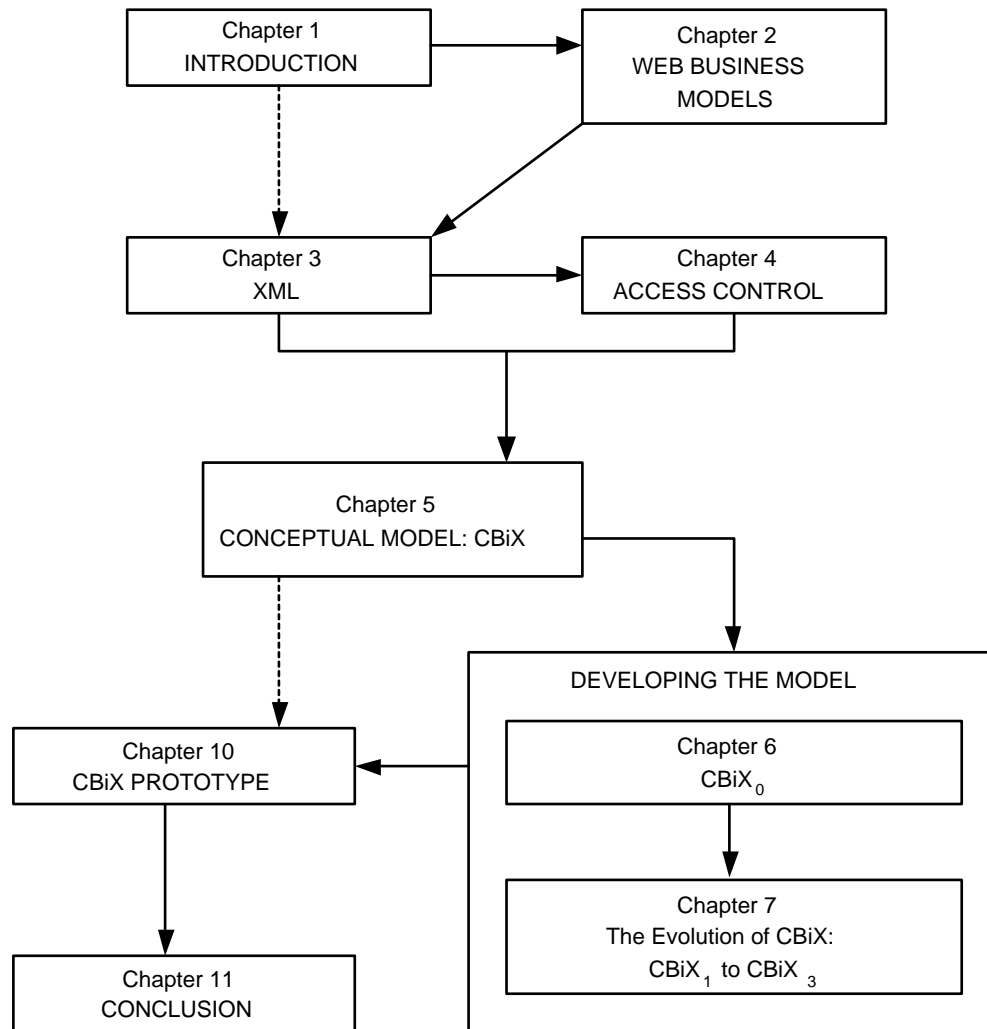 Chapter 1
INTRODUCTION
Chapter 2
WEB BUSINESS
MODELS
Chapter 3
XML
Chapter 4
ACCESS CONTROL
Chapter 5
CONCEPTUAL MODEL: CBiX
DEVELOPING THE MODEL
Chapter 10
CBiX PROTOTYPE
Chapter 6
CBiX₀
Chapter 7
The Evolution of CBiX:
CBiX₁ to CBiX₃
Chapter 11
CONCLUSION